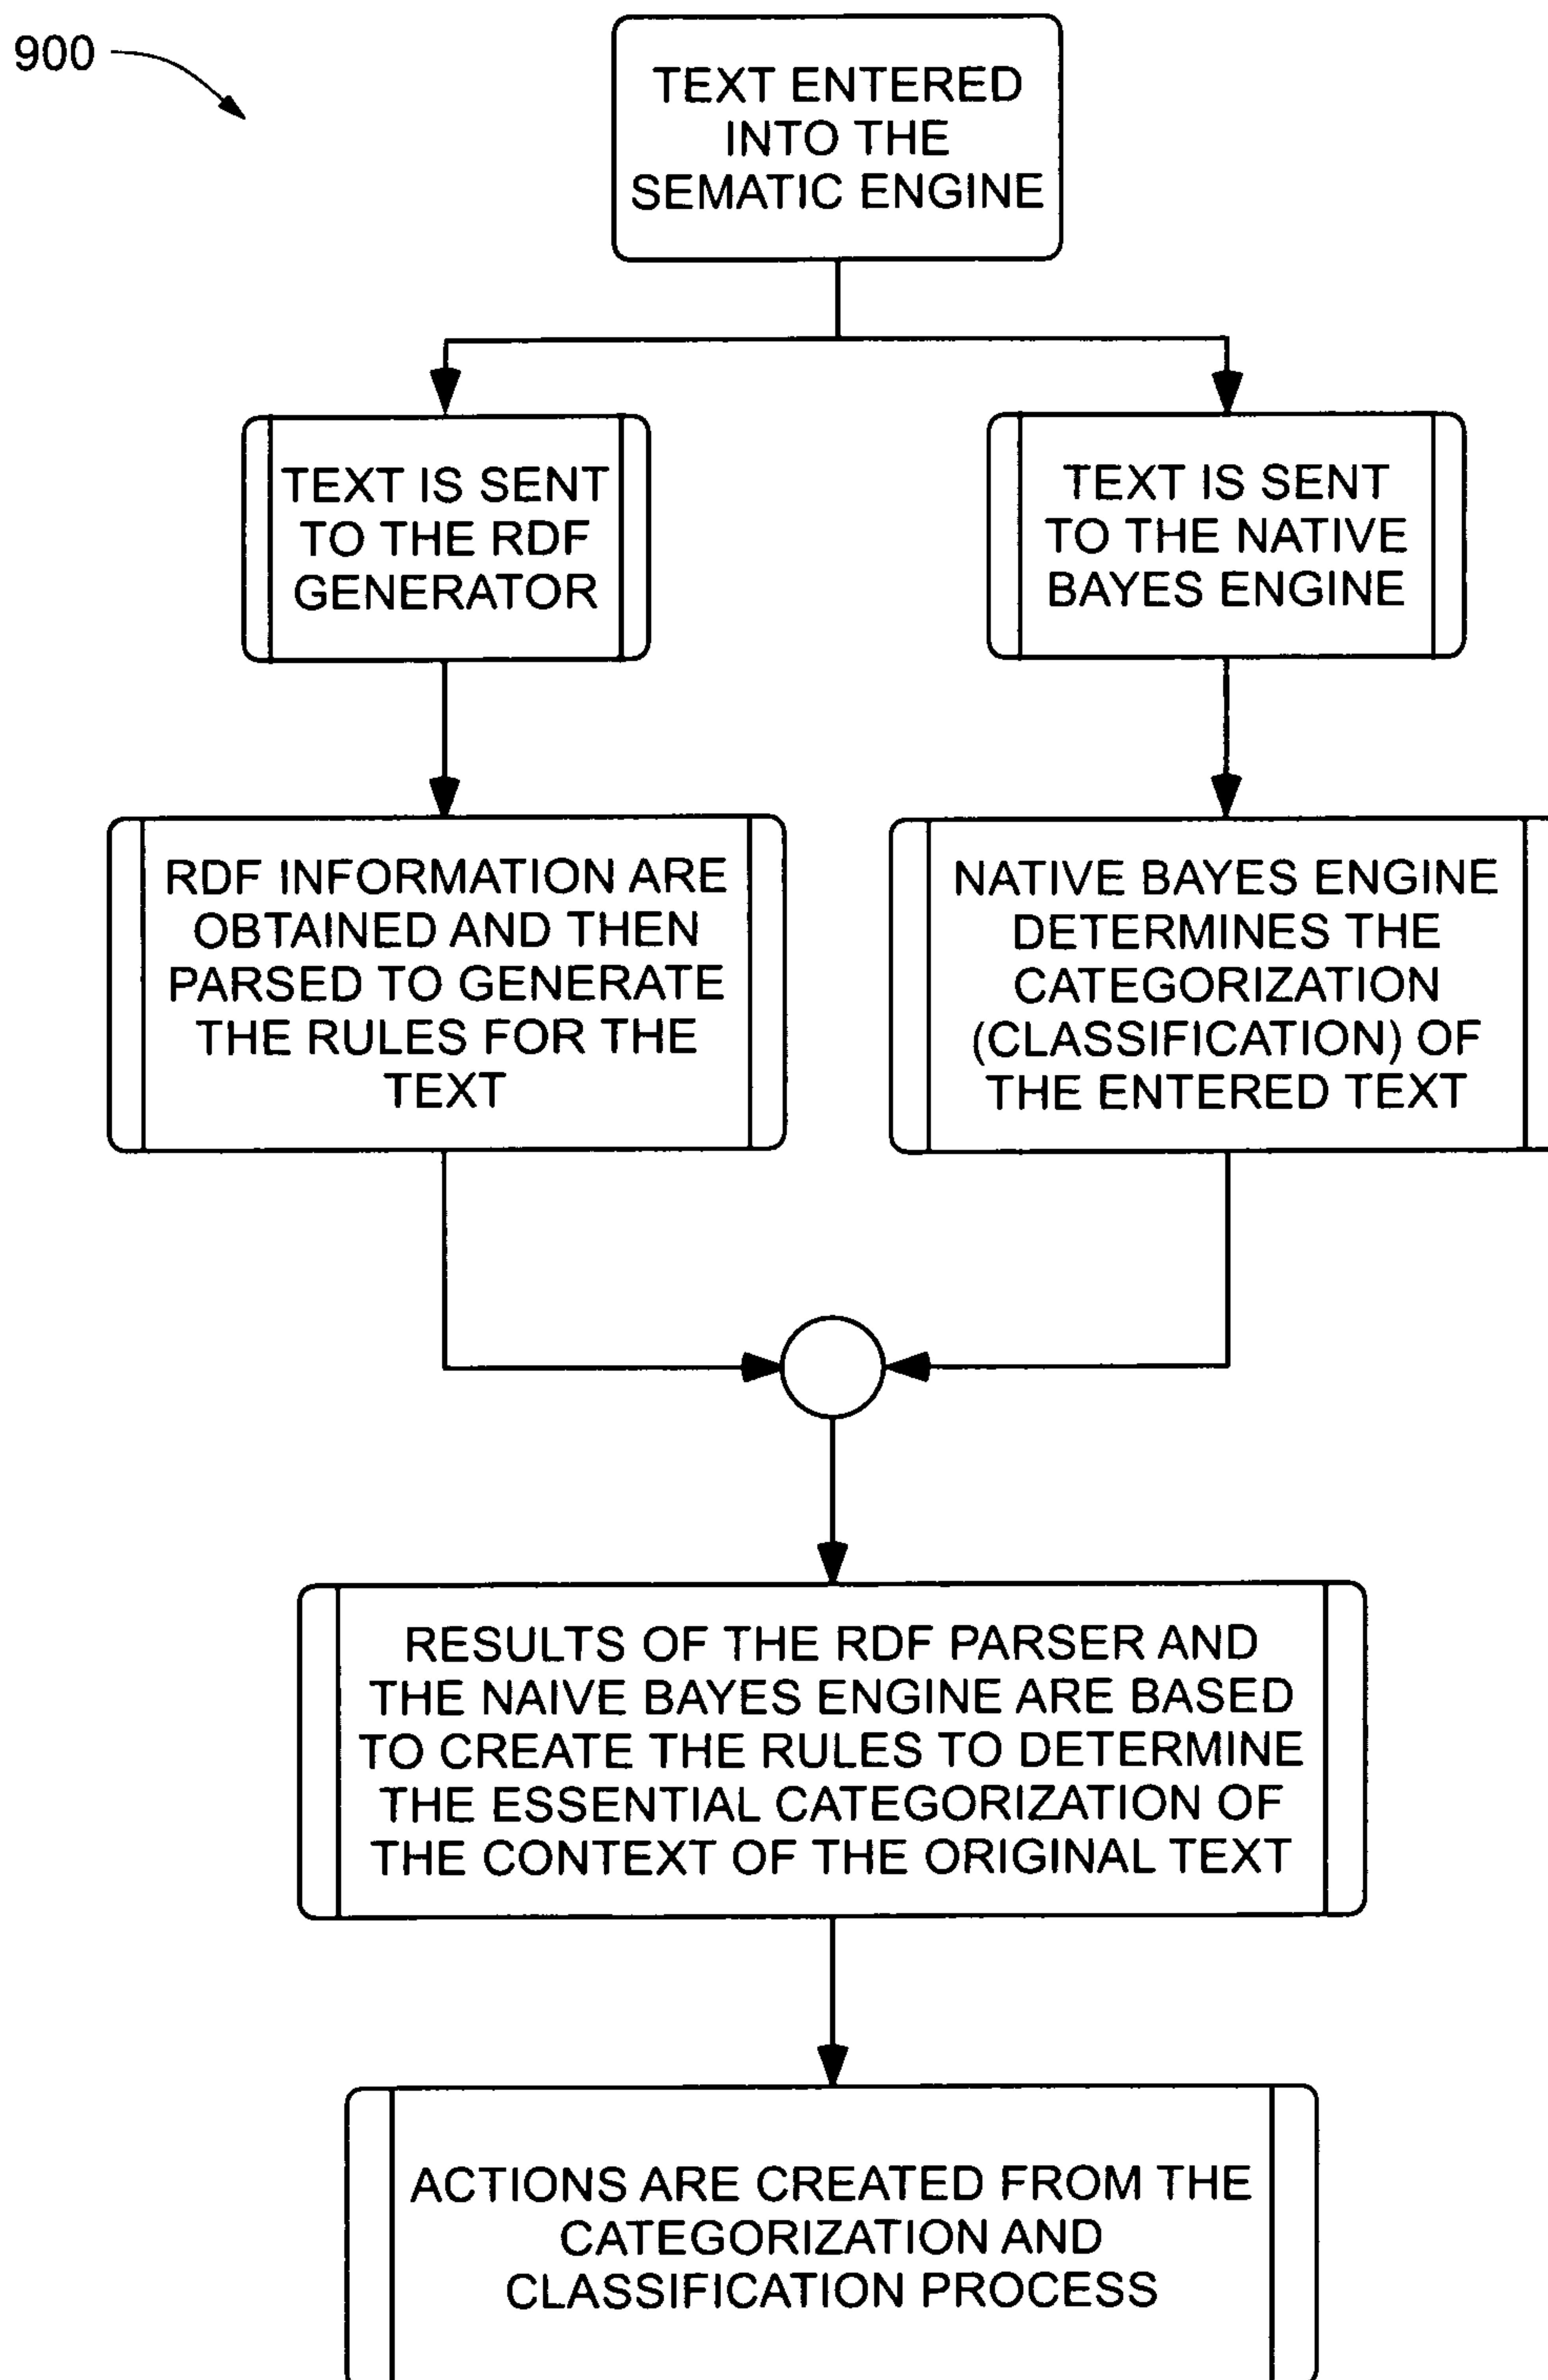 900
TEXT ENTERED
INTO THE
SEMATIC ENGINE
TEXT IS SENT
TO THE RDF
GENERATOR
TEXT IS SENT
TO THE NATIVE
BAYES ENGINE
RDF INFORMATION ARE
OBTAINED AND THEN
PARSED TO GENERATE
THE RULES FOR THE
TEXT
NATIVE BAYES ENGINE
DETERMINES THE
CATEGORIZATION
(CLASSIFICATION) OF
THE ENTERED TEXT
RESULTS OF THE RDF PARSER AND
THE NAIVE BAYES ENGINE ARE BASED
TO CREATE THE RULES TO DETERMINE
THE ESSENTIAL CATEGORIZATION OF
THE CONTEXT OF THE ORIGINAL TEXT
ACTIONS ARE CREATED FROM THE
CATEGORIZATION AND
CLASSIFICATION PROCESS